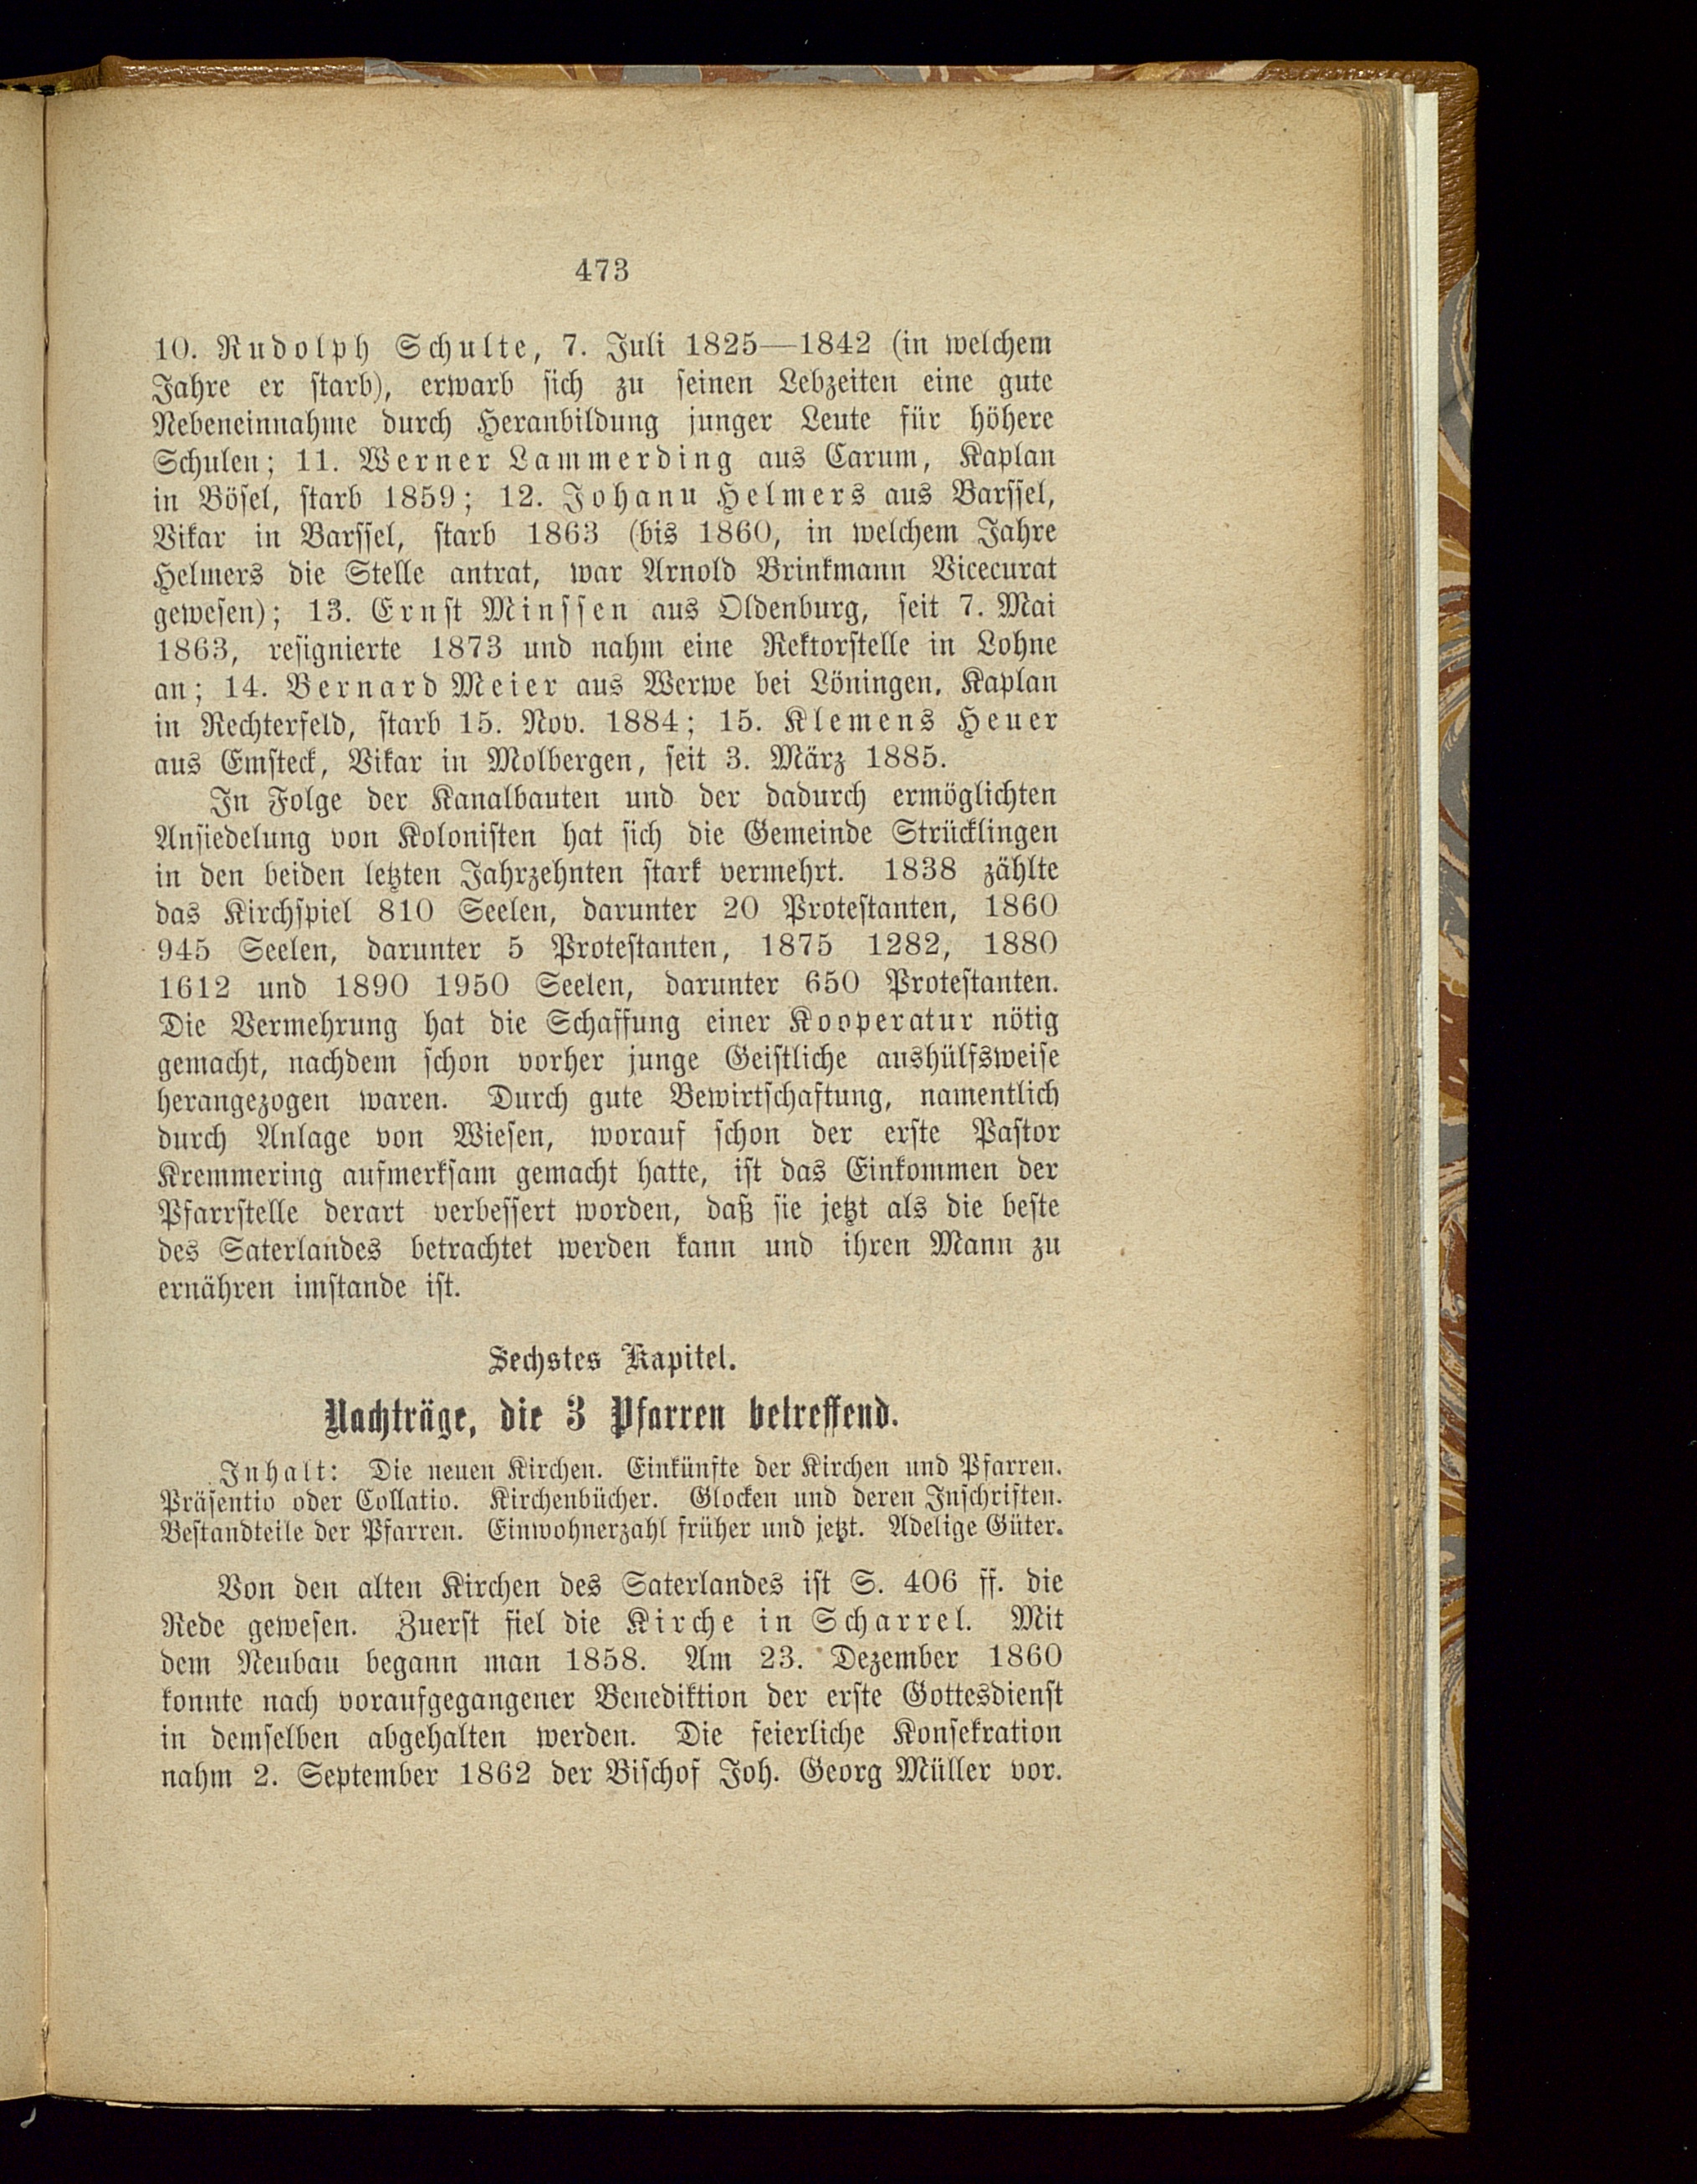 473
10. Rudolph Schulte, 7. Juli 1825—1842 (in welchem
Jahre er starb), erwarb sich zu seinen Lebzeiten eine gute
Nebeneinnahme durch Heranbildung junger Leute für höhere
Schulen; 11. Werner Lammerding aus Carum, Kaplan
in Bösel, starb 1859; 12. Johann Helmers aus Barssel,
Vikar in Barssel, starb 1863 (bis 1860, in welchem Jahre
Helmers die Stelle antrat, war Arnold Brinkmann Vicecurat
gewesen); 13. Ernst Minssen aus Oldenburg, seit 7. Mai
1863, resignierte 1873 und nahm eine Rektorstelle in Lohne
an; 14. Bernard Meier aus Werwe bei Löningen, Kaplan
in Rechterfeld, starb 15. Nov. 1884; 15. Klemens Heuer
aus Emsteck, Vikar in Molbergen, seit 3. März 1885.
In Folge der Kanalbauten und der dadurch ermöglichten
Ansiedelung von Kolonisten hat sich die Gemeinde Strücklingen
in den beiden letzten Jahrzehnten stark vermehrt. 1838 zählte
das Kirchspiel 810 Seelen, darunter 20 Protestanten, 1860
945 Seelen, darunter 5 Protestanten, 1875 1282, 1880
1612 und 1890 1950 Seelen, darunter 650 Protestanten.
Die Vermehrung hat die Schaffung einer Kooperatur nötig
gemacht, nachdem schon vorher junge Geistliche aushülfsweise
herangezogen waren. Durch gute Bewirtschaftung, namentlich
durch Anlage von Wiesen, worauf schon der erste Pastor
Kremmering aufmerksam gemacht hatte, ist das Einkommen der
Pfarrstelle derart verbessert worden, daß sie jetzt als die beste
des Saterlandes betrachtet werden kann und ihren Mann zu
ernähren imstande ist.
Sechstes Kapitel.
Nachträge, die 3 Pfarren betreffend.
Inhalt: Die neuen Kirchen. Einkünfte der Kirchen und Pfarren.
Präsentio oder Collatio. Kirchenbücher. Glocken und deren Inschriften.
Bestandteile der Pfarren. Einwohnerzahl früher und jetzt. Adelige Güter.
Von den alten Kirchen des Saterlandes ist S. 406 ff. die
Rede gewesen. Zuerst fiel die Kirche in Scharrel. Mit
dem Neubau begann man 1858. Am 23. Dezember 1860
konnte nach voraufgegangener Benediktion der erste Gottesdienst
in demselben abgehalten werden. Die feierliche Konsekration
nahm 2. September 1862 der Bischof Joh. Georg Müller vor.